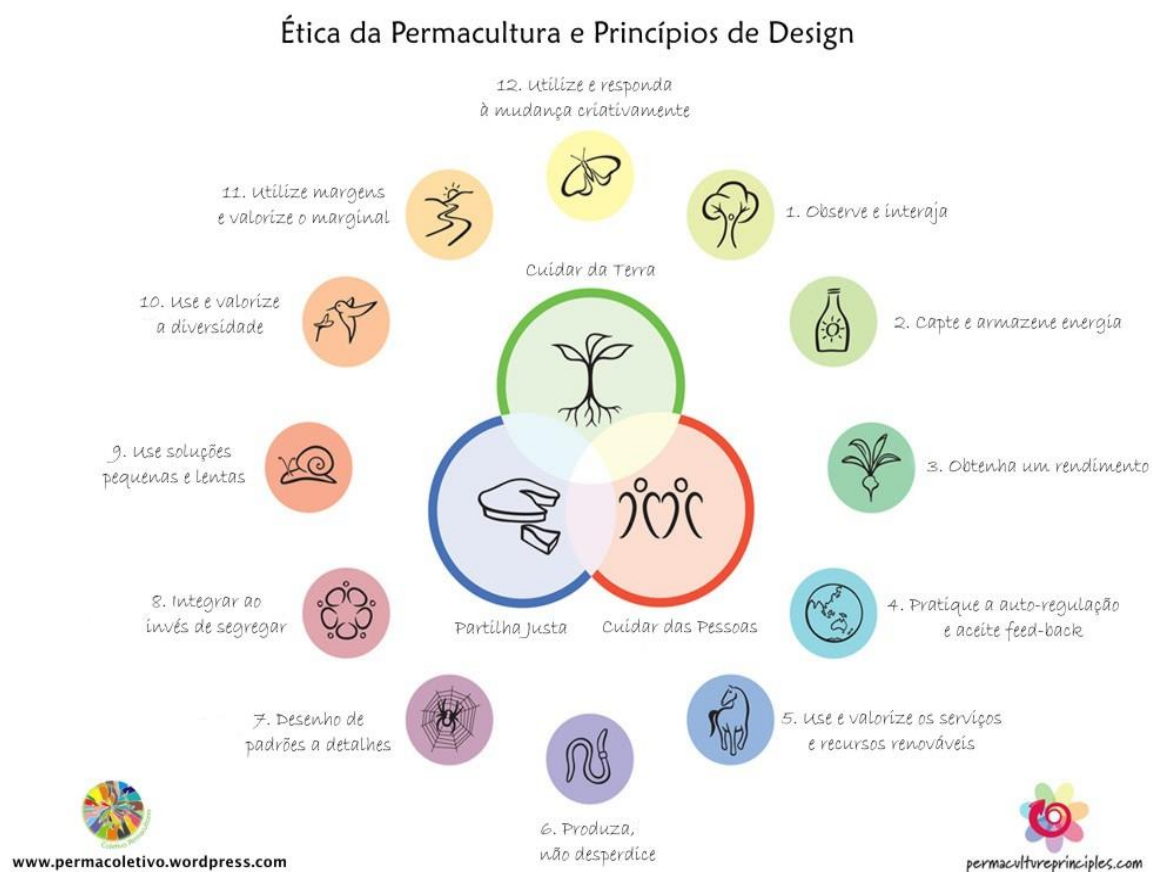 Ética da Permacultura e Princípios de Design
12. Utilize e responda
à mudança criativamente
11. Utilize margens
e valorize o marginal
1. Observe e interaja
Cuidar da Terra
10. Use e valorize
a diversidade
2. Capte e armazene energia
9. Use soluções
pequenas e lentas
3. Obtenha um rendimento
8. Integrar ao
invés de segregar
Partilha Justa
Cuidar das Pessoas
4. Pratique a auto-regulação
e aceite feed-back
7. Desenho de
padrões a detalhes
5. Use e valorize os serviços
e recursos renováveis
6. Produza,
não desperdice
Coletivo Permacultores
www.permacoletivo.wordpress.com
permacultureprinciples.com